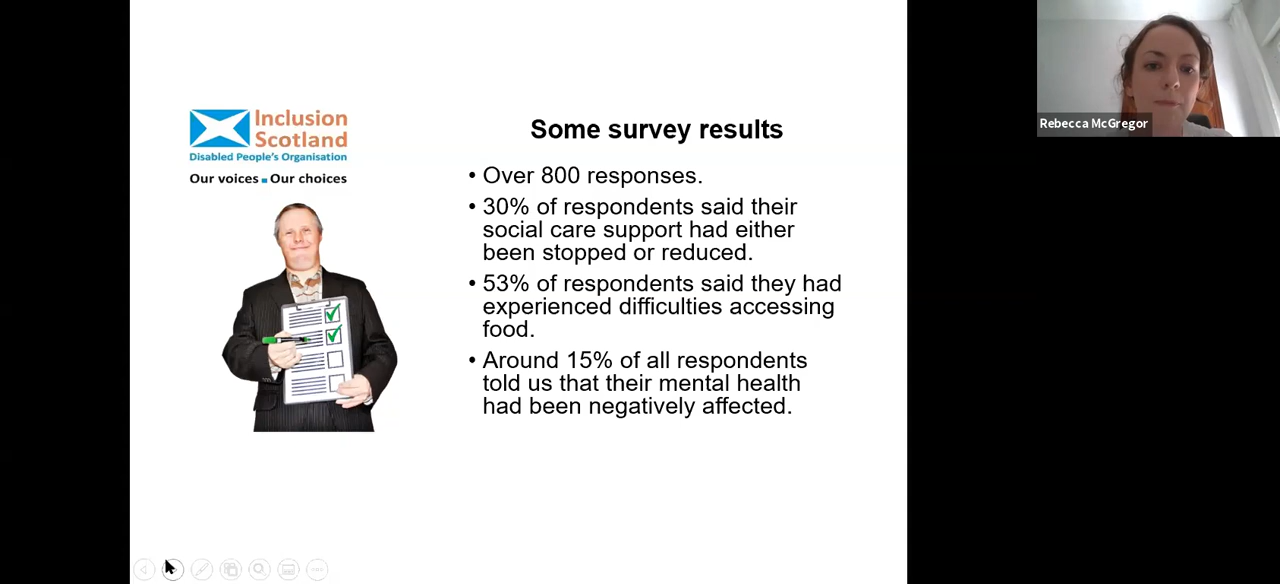 Inclusion
Scotland
Disabled People's Organisation
Our voices Our choices
Some survey results
• Over 800 responses.
• 30% of respondents said their
social care support had either
been stopped or reduced.
• 53% of respondents said they had
experienced difficulties accessing
food.
• Around 15% of all respondents
told us that their mental health
had been negatively affected.
Rebecca McGregor